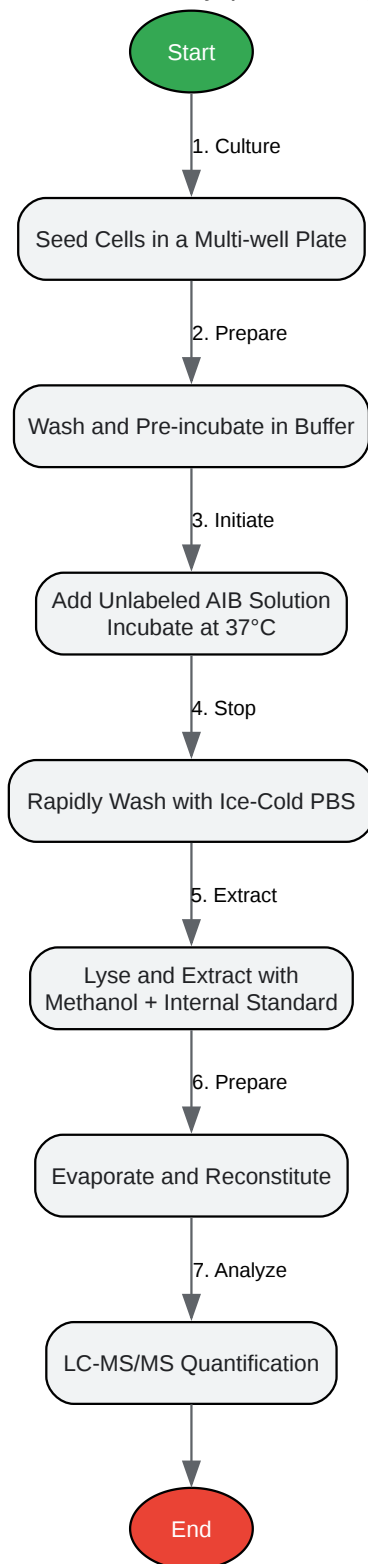 Start
1. Culture
Seed Cells in a Multi-well Plate
2. Prepare
Wash and Pre-incubate in Buffer
3. Initiate
Add Unlabeled AIB Solution
Incubate at 37°C
4. Stop
Rapidly Wash with Ice-Cold PBS
5. Extract
Lyse and Extract with
Methanol + Internal Standard
6. Prepare
Evaporate and Reconstitute
7. Analyze
LC-MS/MS Quantification
End